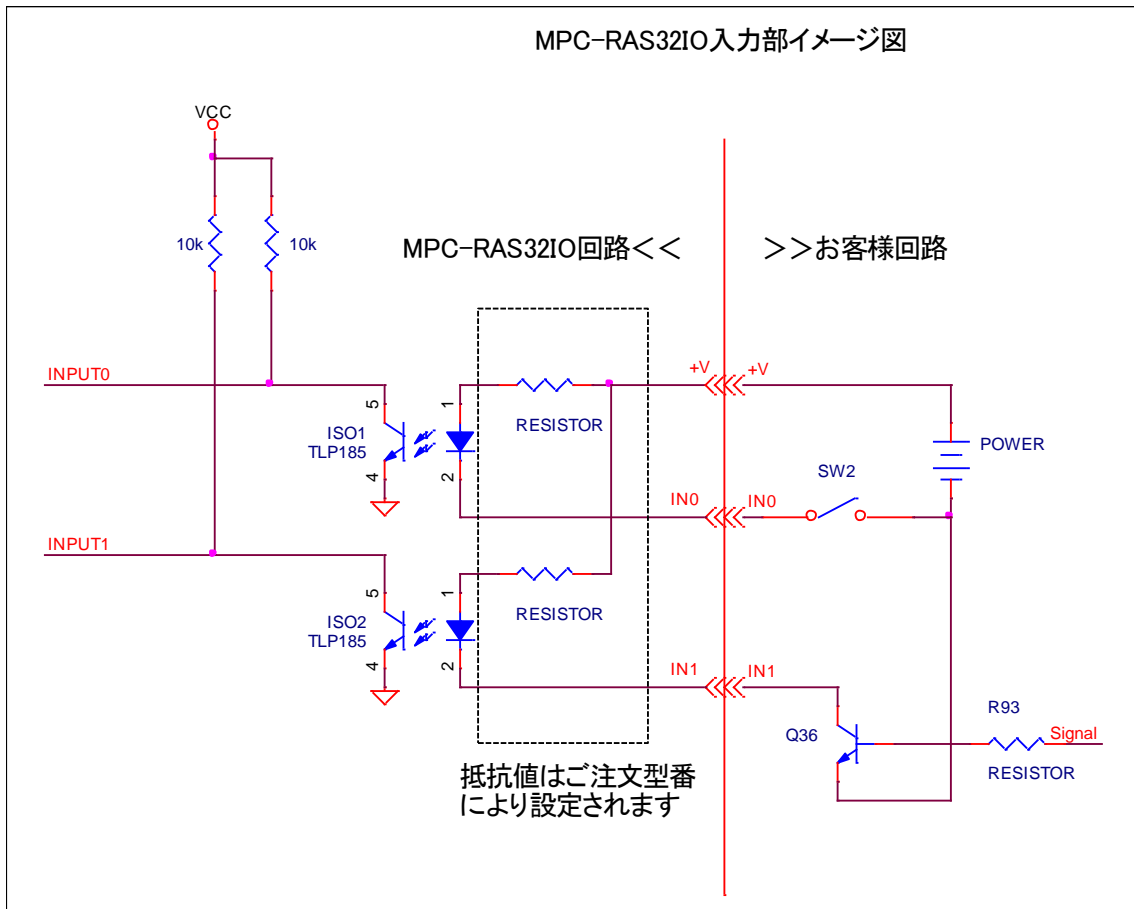 MPC-RAS32IO入力部イメージ図
VCC
10k
10k
MPC-RAS32IO回路<<
>>お客様回路
INPUT0
+V
+V
5
1
RESISTOR
ISO1
TLP185
POWER
4
2
SW2
IN0
IN0
INPUT1
5
1
RESISTOR
ISO2
TLP185
4
2
IN1
IN1
R93
Q36
Signal
RESISTOR
抵抗値はご注文型番
により設定されます